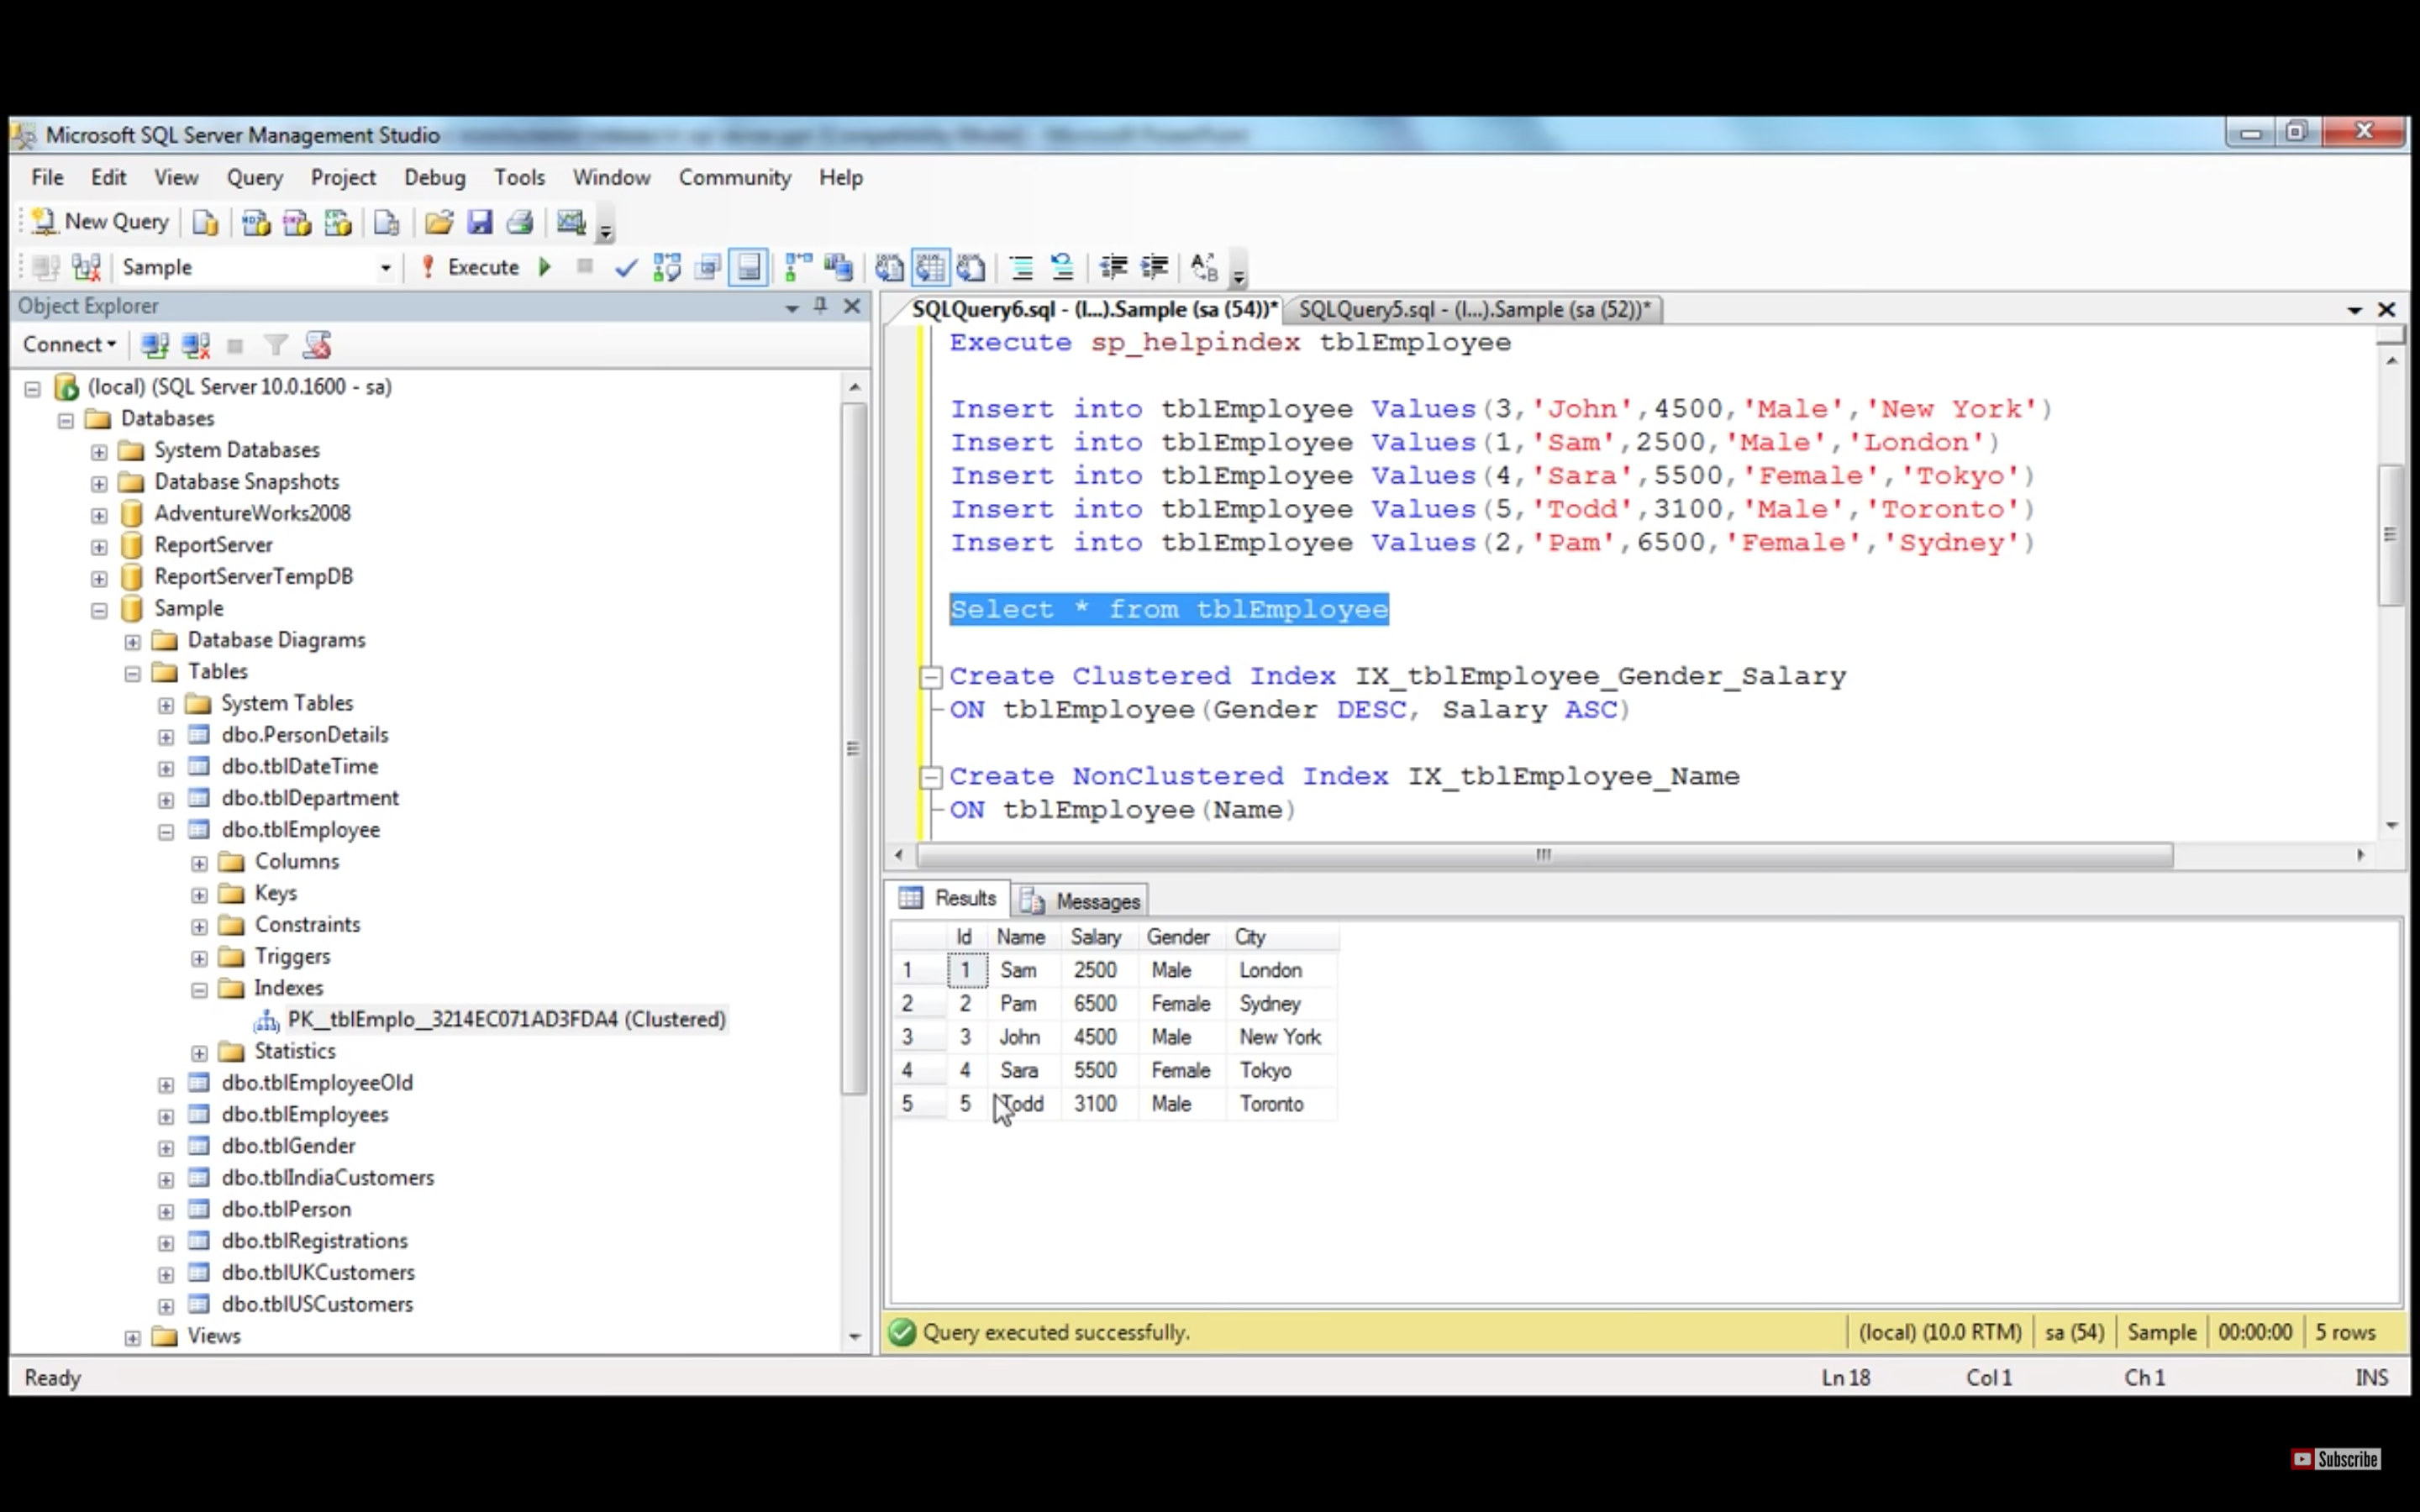 Microsoft SQL Server Management Studio
File Edit View Query Project Debug Tools Window Community Help
New Query
Sample Execute
Object Explorer
Connect
(local) (SQL Server 10.0.1600 - sa)
Databases
System Databases
Database Snapshots
AdventureWorks2008
ReportServer
ReportServerTempDB
Sample
Database Diagrams
Tables
System Tables
dbo.PersonDetails
dbo.tblDateTime
dbo.tblDepartment
dbo.tblEmployee
Columns
Keys
Constraints
Triggers
Indexes
PK__tblEmplo__3214EC071AD3FDA4 (Clustered)
Statistics
dbo.tblEmployeeOld
dbo.tblEmployees
dbo.tblGender
dbo.tblIndiaCustomers
dbo.tblPerson
dbo.tblRegistrations
dbo.tblUKCustomers
dbo.tblUSCustomers
Views
SQLQuery6.sql - (l...).Sample (sa (54))* SQLQuery5.sql - (l...).Sample (sa (52))*
Execute sp_helpindex tblEmployee
Insert into tblEmployee Values(3,'John',4500,'Male','New York')
Insert into tblEmployee Values(1,'Sam',2500,'Male','London')
Insert into tblEmployee Values(4,'Sara',5500,'Female','Tokyo')
Insert into tblEmployee Values(5,'Todd',3100,'Male','Toronto')
Insert into tblEmployee Values(2,'Pam',6500,'Female','Sydney')
Select * from tblEmployee
Create Clustered Index IX_tblEmployee_Gender_Salary
ON tblEmployee(Gender DESC, Salary ASC)
Create NonClustered Index IX_tblEmployee_Name
ON tblEmployee(Name)
Results Messages
Id Name Salary Gender City
1 1 Sam 2500 Male London
2 2 Pam 6500 Female Sydney
3 3 John 4500 Male New York
4 4 Sara 5500 Female Tokyo
5 5 Todd 3100 Male Toronto
Query executed successfully. (local) (10.0 RTM) sa (54) Sample 00:00:00 5 rows
Ready Ln 18 Col 1 Ch 1 INS
Subscribe